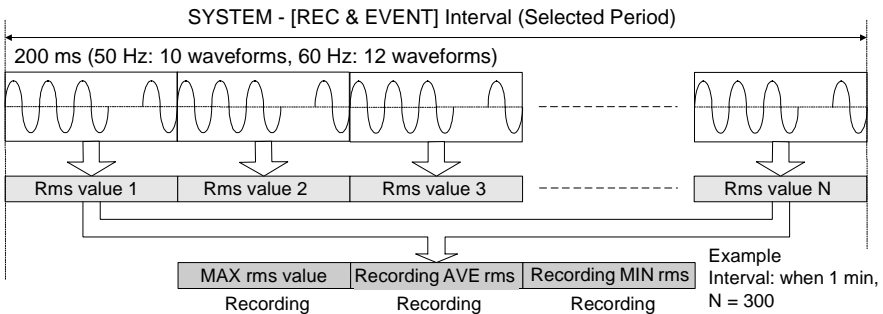 SYSTEM - [REC & EVENT] Interval (Selected Period)
200 ms (50 Hz: 10 waveforms, 60 Hz: 12 waveforms)
Rms value 1
Rms value 2
Rms value 3
Rms value N
MAX rms value
Recording AVE rms
Recording MIN rms
Recording
Recording
Recording
Example
Interval: when 1 min,
N = 300